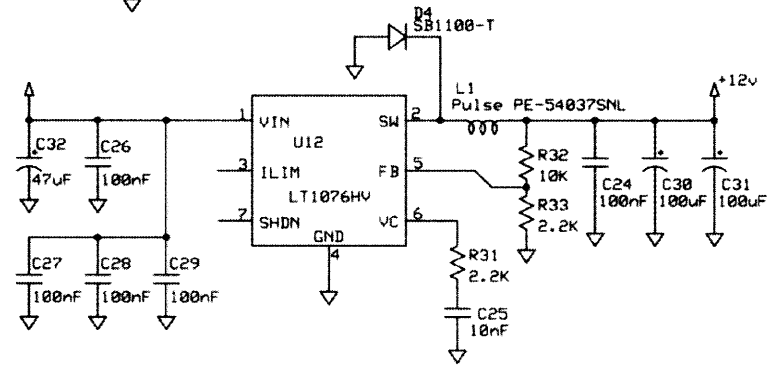 D4
SB1100-T
L1
Pulse PE-54037SNL
+12v
1
VIN
SW
2
U12
C32
47uF
C26
100nF
3
ILIM
FB
5
LT1076HV
R32
10K
C24
100nF
C30
100uF
C31
100uF
7
SHDN
VC
6
R33
2.2K
GND
4
C27
100nF
C28
100nF
C29
100nF
R31
2.2K
C25
10nF